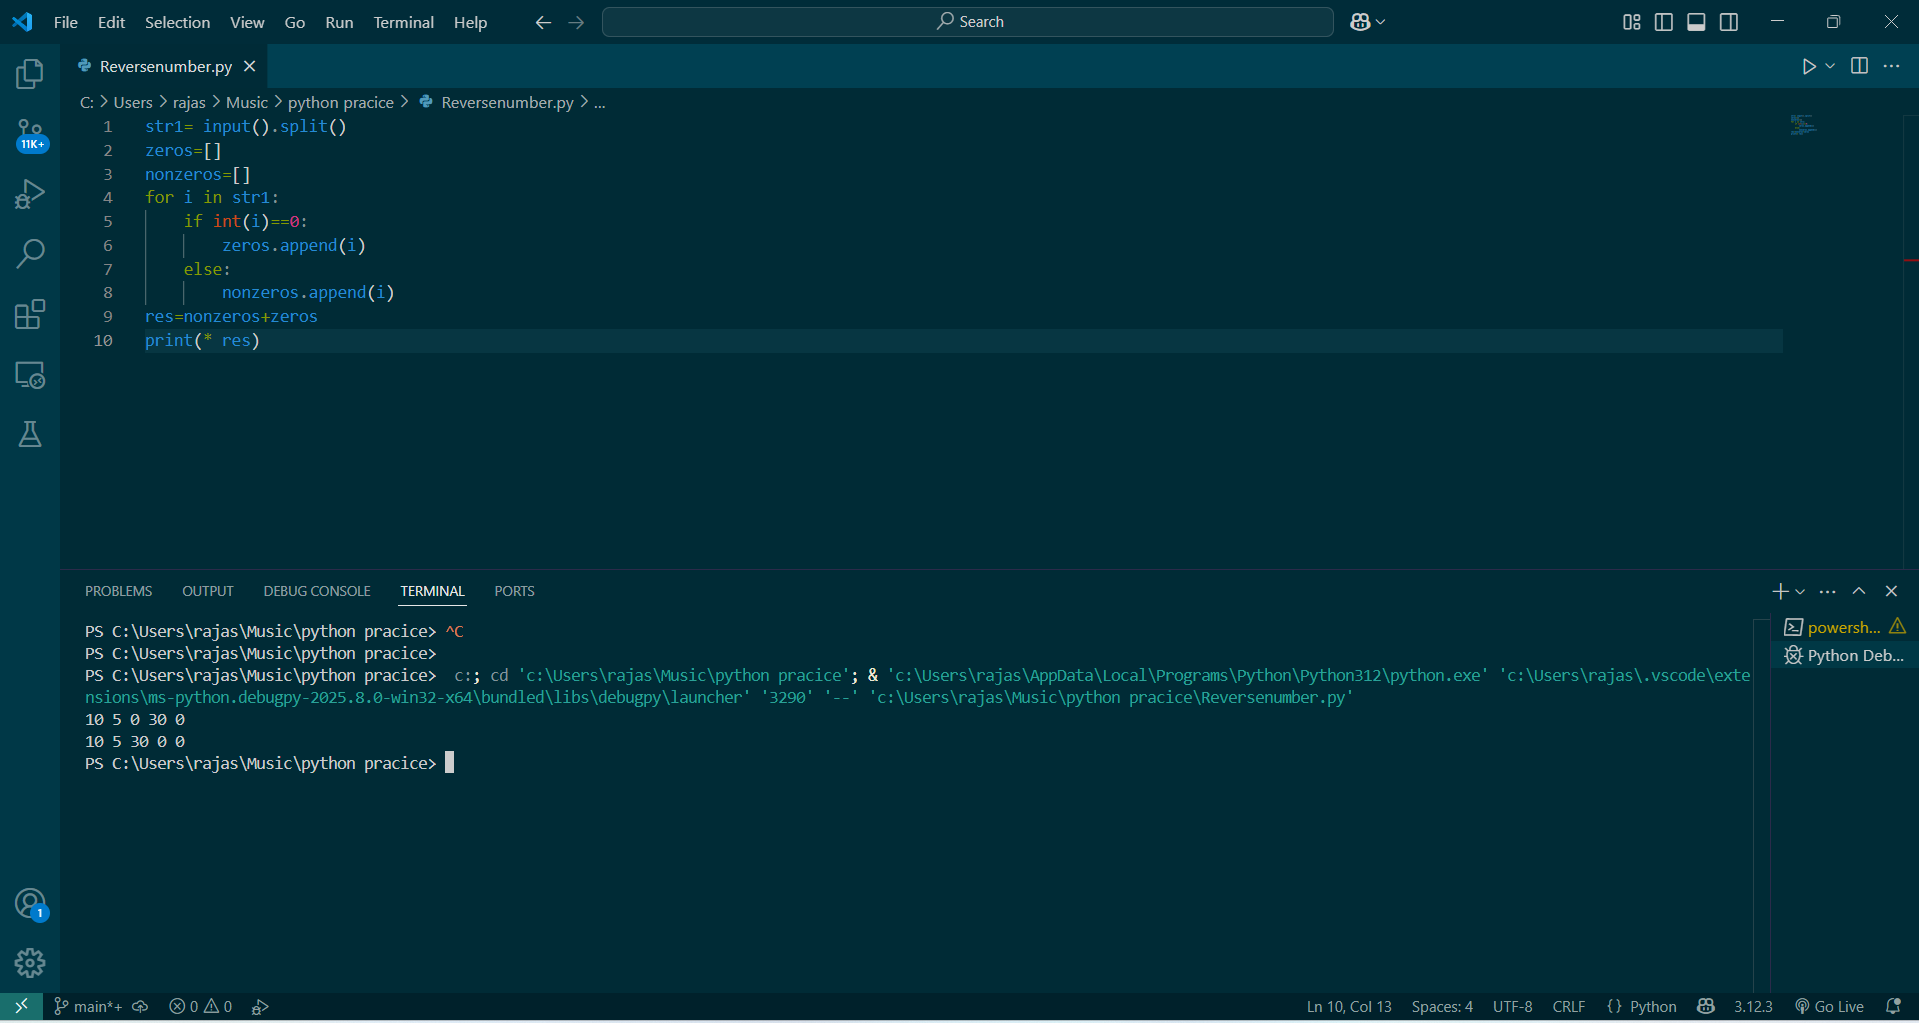 File Edit Selection View Go Run Terminal Help Search
Reversenumber.py
C: > Users > rajas > Music > python pracice > Reversenumber.py > ...
11K+
1 str1= input().split()
2 zeros=[]
3 nonzeros=[]
4 for i in str1:
5     if int(i)==0:
6         zeros.append(i)
7     else:
8         nonzeros.append(i)
9 res=nonzeros+zeros
10 print(* res)
PROBLEMS OUTPUT DEBUG CONSOLE TERMINAL PORTS
powersh...
Python Deb...
PS C:\Users\rajas\Music\python pracice> ^C
PS C:\Users\rajas\Music\python pracice>
PS C:\Users\rajas\Music\python pracice>  c:; cd 'c:\Users\rajas\Music\python pracice'; & 'c:\Users\rajas\AppData\Local\Programs\Python\Python312\python.exe' 'c:\Users\rajas\.vscode\exte
nsions\ms-python.debugpy-2025.8.0-win32-x64\bundled\libs\debugpy\launcher' '3290' '--' 'c:\Users\rajas\Music\python pracice\Reversenumber.py'
10 5 0 30 0
10 5 30 0 0
PS C:\Users\rajas\Music\python pracice>
1
main*+ 0 0 Ln 10, Col 13 Spaces: 4 UTF-8 CRLF {} Python 3.12.3 Go Live